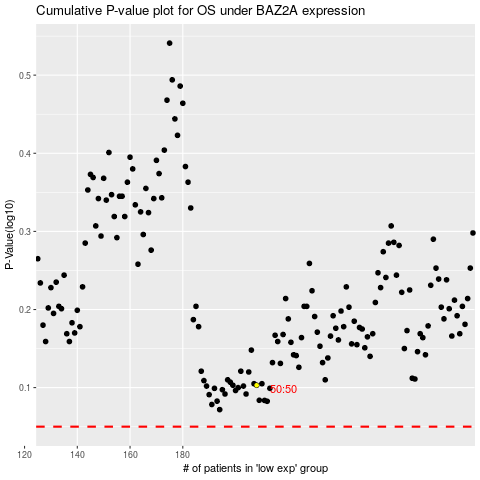 Cumulative P-value plot for OS under BAZ2A expression
P-Value(log10)
0.5
0.4
0.3
0.2
0.1
50:50
120 140 160 180
# of patients in 'low exp' group